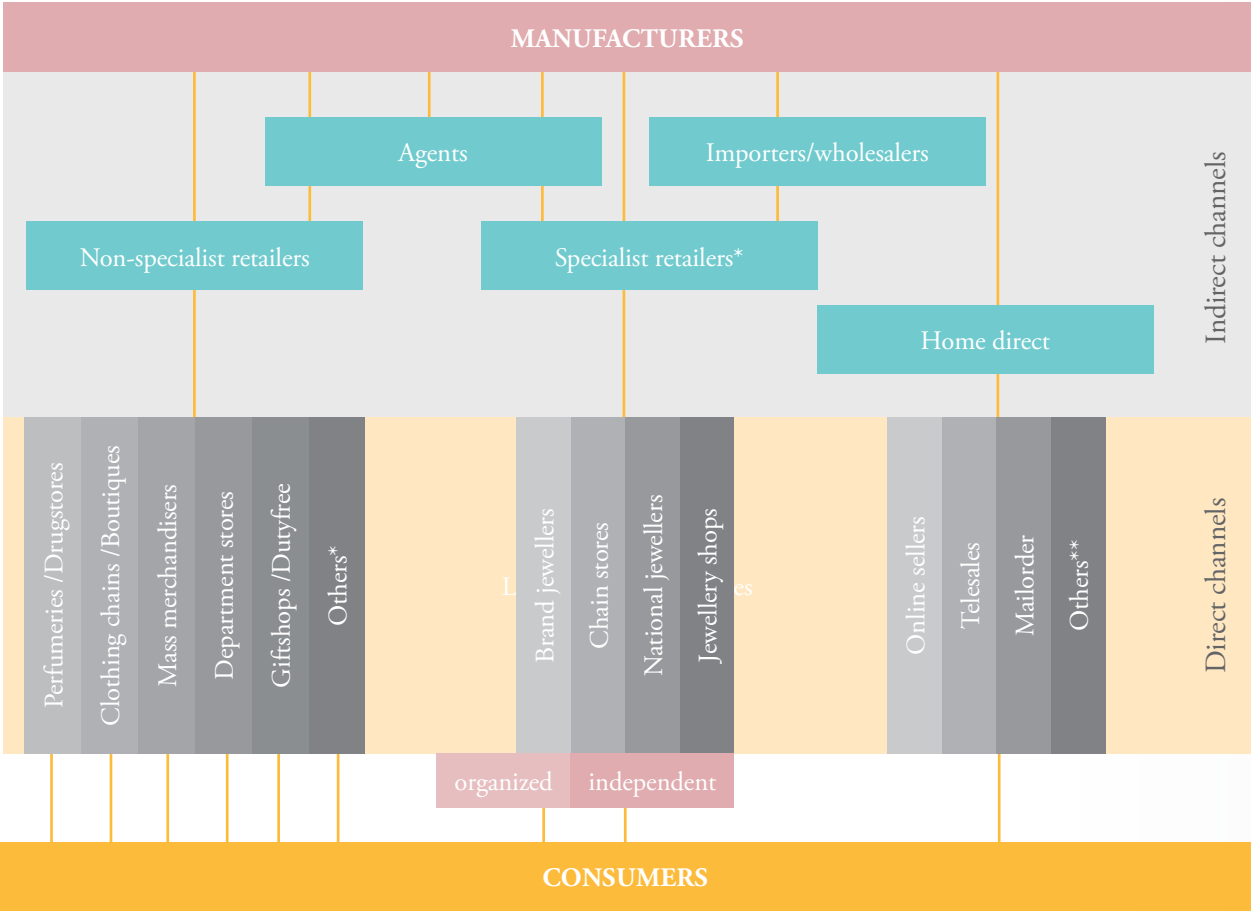 MANUFACTURERS
Agents
Importers/wholesalers
Non-specialist retailers
Specialist retailers*
Home direct
Indirect channels
Perfumeries /Drugstores
Clothing chains /Boutiques
Mass merchandisers
Department stores
Giftshops /Dutyfree
Others*
Brand jewellers
Chain stores
National jewellers
Jewellery shops
Online sellers
Telesales
Mailorder
Others**
Direct channels
organized
independent
CONSUMERS